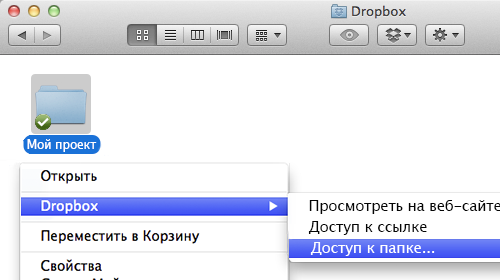 Dropbox
Мой проект
Открыть
Dropbox
Просмотреть на веб-сайте
Доступ к ссылке
Доступ к папке...
Переместить в Корзину
Свойства